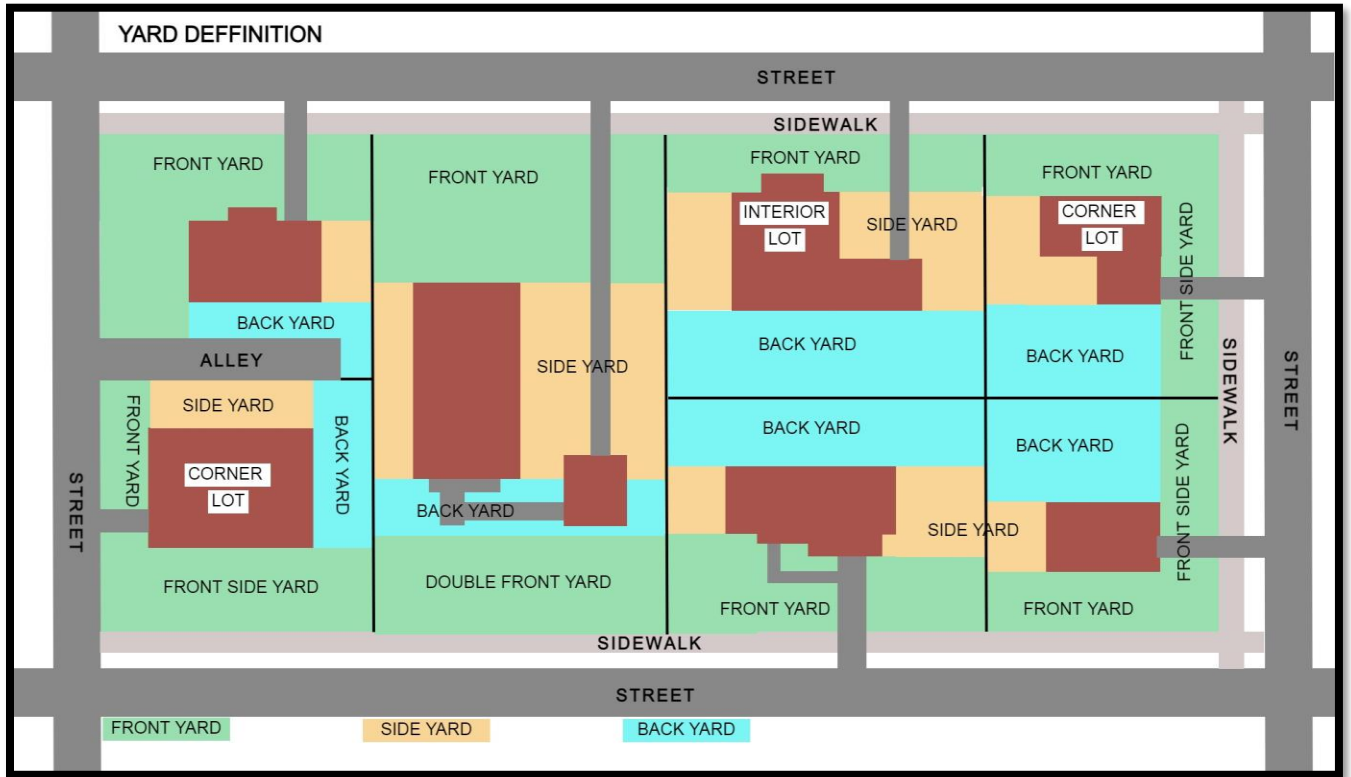 YARD DEFFINITION
STREET
SIDEWALK
FRONT YARD
FRONT YARD
FRONT YARD
FRONT YARD
INTERIOR
LOT
SIDE YARD
CORNER
LOT
FRONT SIDE YARD
BACK YARD
BACK YARD
BACK YARD
ALLEY
SIDE YARD
SIDEWALK
STREET
SIDE YARD
FRONT YARD
BACK YARD
CORNER
LOT
STREET
BACK YARD
BACK YARD
BACK YARD
SIDE YARD
FRONT SIDE YARD
FRONT SIDE YARD
DOUBLE FRONT YARD
FRONT YARD
FRONT YARD
SIDEWALK
STREET
FRONT YARD
SIDE YARD
BACK YARD